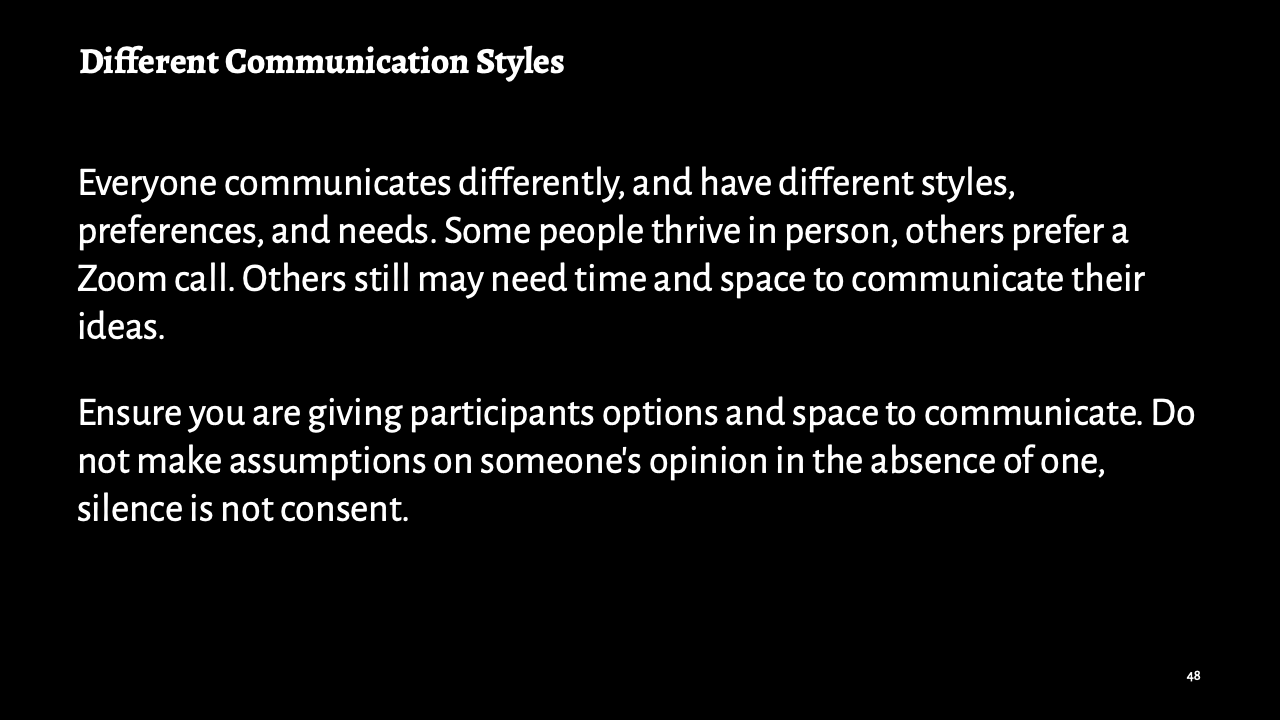 Different Communication Styles
Everyone communicates differently, and have different styles,
preferences, and needs. Some people thrive in person, others prefer a
Zoom call. Others still may need time and space to communicate their
ideas.
Ensure you are giving participants options and space to communicate. Do
not make assumptions on someone's opinion in the absence of one,
silence is not consent.
48